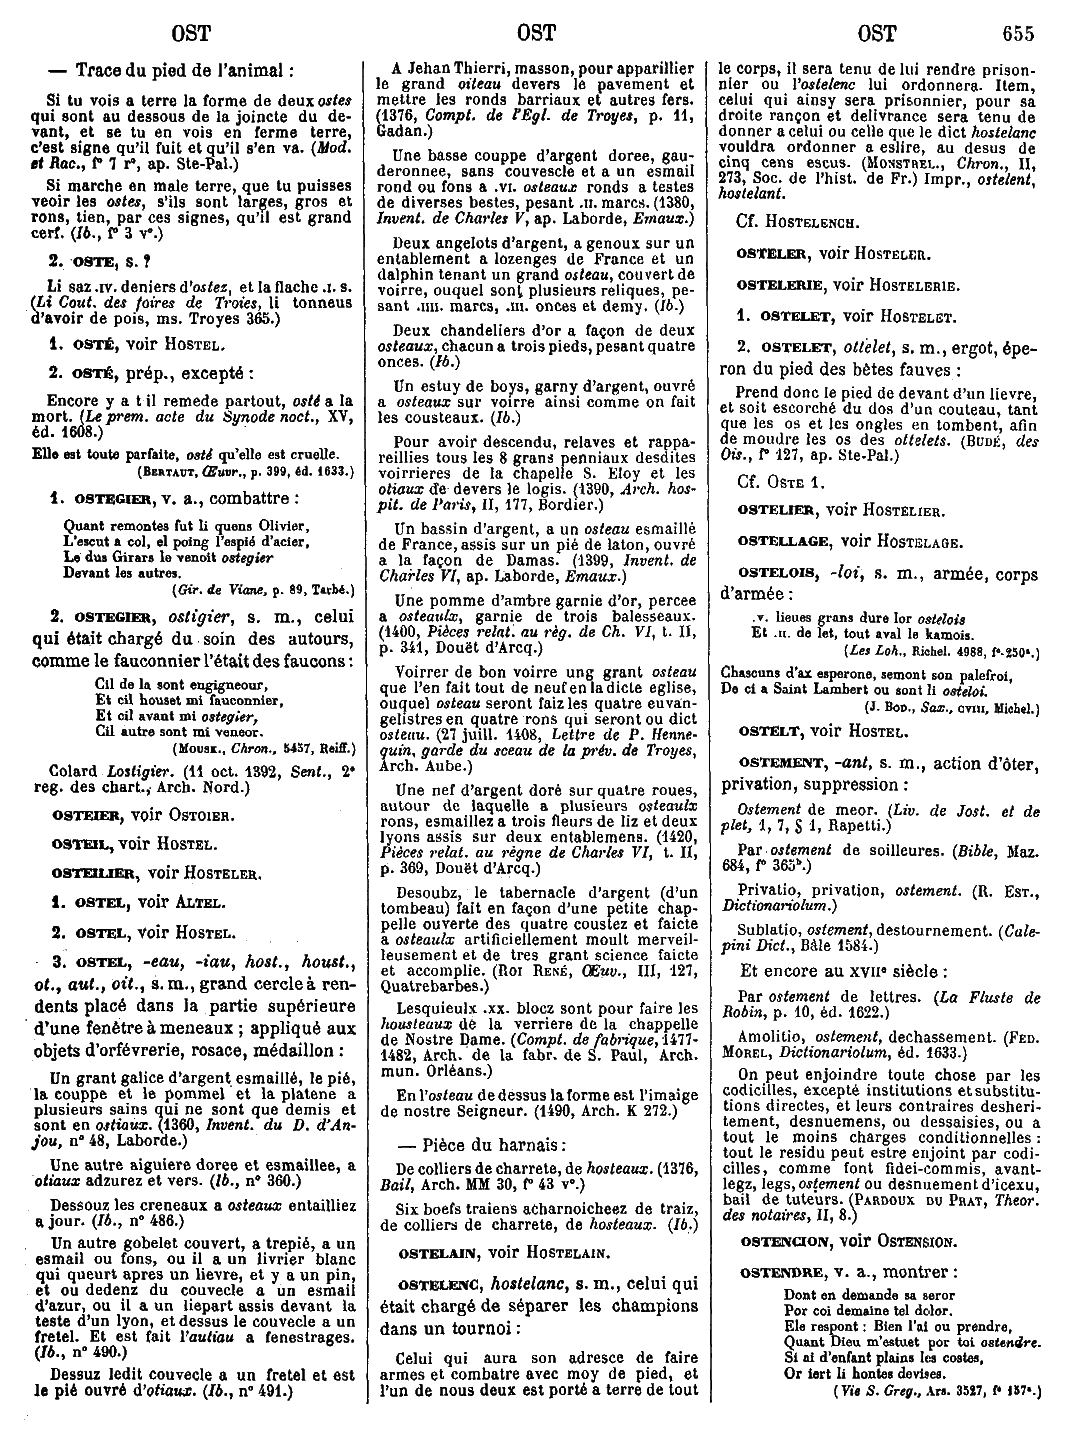 OST
OST
OST
655
— Trace du pied de l'animal :
Si tu vois a terre la forme de deux ostes
qui sont au dessous de la joincte du de-
vant, et se tu en vois en ferme terre,
c'est signe qu'il fuit et qu'il s'en va. (Mod.
et Rac., f° 7 r°, ap. Ste-Pal.)
Si marche en male terre, que tu puisses
veoir les ostes, s'ils sont larges, gros et
rons, tien, par ces signes, qu'il est grand
cerf. (Ib., f° 3 v°.)
2. OSTE, s. ?
Li saz .IV. deniers d'ostez, et la flache .I. s.
(Li Cout. des foires de Troies, li tonneus
d'avoir de pois, ms. Troyes 365.)
1. OSTÉ, voir HOSTEL.
2. OSTÉ, prép., excepté :
Encore y a t il remede partout, osté a la
mort. (Le prem. acte du Synode noct., XV,
éd. 1608.)
Elle est toute parfaite, osté qu'elle est cruelle.
(BERTAUT, Œuvr., p. 399, éd. 1633.)
1. OSTEGIER, v. a., combattre :
Quant remontes fut li quens Olivier,
L'escut a col, el poing l'espié d'acier,
Le dus Girars le venoit ostegier
Devant les autres.
(Gir. de Viane, p. 89, Tarbé.)
2. OSTEGIER, ostigier, s. m., celui
qui était chargé du soin des autours,
comme le fauconnier l'était des faucons :
Cil de la sont engigneour,
Et cil houset mi fauconnier,
Et cil avant mi ostegier,
Cil autre sont mi veneor.
(MOUSK., Chron., 5457, Reiff.)
Colard Lostigier. (11 oct. 1392, Sent., 2e
reg. des chart., Arch. Nord.)
OSTEIER, voir OSTOIER.
OSTEIL, voir HOSTEL.
OSTEILIER, voir HOSTELER.
1. OSTEL, voir ALTEL.
2. OSTEL, voir HOSTEL.
3. OSTEL, -eau, -iau, host., houst.,
ot., aut., oit., s. m., grand cercle à ren-
dents placé dans la partie supérieure
d'une fenêtre à meneaux ; appliqué aux
objets d'orfévrerie, rosace, médaillon :
Un grant galice d'argent esmaillé, le pié,
la couppe et le pommel et la platene a
plusieurs sains qui ne sont que demis et
sont en ostiaux. (1360, Invent. du D. d'An-
jou, n° 48, Laborde.)
Une autre aiguiere doree et esmaillee, a
otiaux adzurez et vers. (Ib., n° 360.)
Dessouz les creneaux a osteaux entailliez
a jour. (Ib., n° 486.)
Un autre gobelet couvert, a trepié, a un
esmail ou fons, ou il a un livrier blanc
qui queurt apres un lievre, et y a un pin,
et ou dedenz du couvecle a un esmail
d'azur, ou il a un liepart assis devant la
teste d'un lyon, et dessus le couvecle a un
fretel. Et est fait l'autiau a fenestrages.
(Ib., n° 490.)
Dessuz ledit couvecle a un fretel et est
le pié ouvré d'otiaux. (Ib., n° 491.)
A Jehan Thierri, masson, pour apparillier
le grand oiteau devers le pavement et
mettre les ronds barriaux et autres fers.
(1376, Compt. de l'Egl. de Troyes, p. 11,
Gadan.)
Une basse couppe d'argent doree, gau-
deronnee, sans couvescle et a un esmail
rond ou fons a .VI. osteaux ronds a testes
de diverses bestes, pesant .II. marcs. (1380,
Invent. de Charles V, ap. Laborde, Emaux.)
Deux angelots d'argent, a genoux sur un
entablement a lozenges de France et un
dalphin tenant un grand osteau, couvert de
voirre, ouquel sont plusieurs reliques, pe-
sant .IIII. marcs, .III. onces et demy. (Ib.)
Deux chandeliers d'or a façon de deux
osteaux, chacun a trois pieds, pesant quatre
onces. (Ib.)
Un estuy de boys, garny d'argent, ouvré
a osteaux sur voirre ainsi comme on fait
les cousteaux. (Ib.)
Pour avoir descendu, relaves et rappa-
reillies tous les 8 grans penniaux desdites
voirrieres de la chapelle S. Eloy et les
otiaux de devers le logis. (1390, Arch. hos-
pit. de Paris, II, 177, Bordier.)
Un bassin d'argent, a un osteau esmaillé
de France, assis sur un pié de laton, ouvré
a la façon de Damas. (1399, Invent. de
Charles VI, ap. Laborde, Emaux.)
Une pomme d'ambre garnie d'or, percee
a osteaulx, garnie de trois balesseaux.
(1400, Pièces relat. au règ. de Ch. VI, t. II,
p. 341, Douët d'Arcq.)
Voirrer de bon voirre ung grant osteau
que l'en fait tout de neuf en la dicte eglise,
ouquel osteau seront faiz les quatre euvan-
gelistres en quatre rons qui seront ou dict
osteau. (27 juill. 1408, Lettre de P. Henne-
quin, garde du sceau de la prév. de Troyes,
Arch. Aube.)
Une nef d'argent doré sur quatre roues,
autour de laquelle a plusieurs osteaulx
rons, esmaillez a trois fleurs de liz et deux
lyons assis sur deux entablemens. (1420,
Pièces relat. au règne de Charles VI, t. II,
p. 369, Douët d'Arcq.)
Desoubz, le tabernacle d'argent (d'un
tombeau) fait en façon d'une petite chap-
pelle ouverte des quatre coustez et faicte
a osteaulx artificiellement moult merveil-
leusement et de tres grant science faicte
et accomplie. (ROI RENÉ, Œuv., III, 127,
Quatrebarbes.)
Lesquieulx .XX. blocz sont pour faire les
housteaux de la verriere de la chappelle
de Nostre Dame. (Compt. de fabrique, 1477-
1482, Arch. de la fabr. de S. Paul, Arch.
mun. Orléans.)
En l'osteau de dessus la forme est l'imaige
de nostre Seigneur. (1490, Arch. K 272.)
— Pièce du harnais :
De colliers de charrete, de hosteaux. (1376,
Bail, Arch. MM 30, f° 43 v°.)
Six boefs traiens acharnoicheez de traiz,
de colliers de charrete, de hosteaux. (Ib.)
OSTELAIN, voir HOSTELAIN.
OSTELENC, hostelanc, s. m., celui qui
était chargé de séparer les champions
dans un tournoi :
Celui qui aura son adresse de faire
armes et combatre avec moy de pied, et
l'un de nous deux est porté a terre de tout
le corps, il sera tenu de lui rendre prison-
nier ou l'ostelenc lui ordonnera. Item,
celui qui ainsy sera prisonnier, pour sa
droite rançon et delivrance sera tenu de
donner a celui ou celle que le dict hostelanc
vouldra ordonner a eslire, au desus de
cinq cens escus. (MONSTREL., Chron., II,
273, Soc. de l'hist. de Fr.) Impr., ostelent,
hostelant.
Cf. HOSTELENCH.
OSTELER, voir HOSTELER.
OSTELERIE, voir HOSTELERIE.
1. OSTELET, voir HOSTELET.
2. OSTELET, ottelet, s. m., ergot, épe-
ron du pied des bêtes fauves :
Prend donc le pied de devant d'un lievre,
et soit escorché du dos d'un couteau, tant
que les os et les ongles en tombent, afin
de moudre les os des ottelets. (BUDÉ, des
Ois., f° 127, ap. Ste-Pal.)
Cf. OSTE 1.
OSTELIER, voir HOSTELIER.
OSTELLAGE, voir HOSTELAGE.
OSTELOIS, -loi, s. m., armée, corps
d'armée :
.V. lieues grans dure lor ostelois
Et .II. de let, tout aval le kamois.
(Les Loh., Richel. 4988, f° 250a.)
Chascuns d'ax esperone, semont son palefroi,
De ci a Saint Lambert ou sont li osteloi.
(J. BOD., Sax., CVIII, Michel.)
OSTELT, voir HOSTEL.
OSTEMENT, -ant, s. m., action d'ôter,
privation, suppression :
Ostement de meor. (Liv. de Jost. et de
plet, 1, 7, § 1, Rapetti.)
Par ostement de soilleures. (Bible, Maz.
684, f° 365b.)
Privatio, privation, ostement. (R. EST.,
Dictionariolum.)
Sublatio, ostement, destournement. (Cale-
pini Dict., Bâle 1584.)
Et encore au XVIIe siècle :
Par ostement de lettres. (La Fluste de
Robin, p. 10, éd. 1622.)
Amolitio, ostement, dechassement. (FED.
MOREL, Dictionariolum, éd. 1633.)
On peut enjoindre toute chose par les
codicilles, excepté institutions et substitu-
tions directes, et leurs contraires desheri-
tement, desnuemens, ou dessaisies, ou a
tout le moins charges conditionnelles :
tout le residu peut estre enjoint par codi-
cilles, comme font fidei-commis, avant-
legz, legs, ostement ou desnuement d'icexu,
bail de tuteurs. (PARDOUX DU PRAT, Theor.
des notaires, II, 8.)
OSTENCION, voir OSTENSION.
OSTENDRE, v. a., montrer :
Dont en demande sa seror
Por coi demaine tel dolor.
Ele respont : Bien l'ai ou prendre,
Quant Dieu m'estuet por toi ostendre.
Si ai d'enfant plains les costes,
Or iert li hontes devises.
(Vie S. Greg., Ars. 3527, f° 157a.)